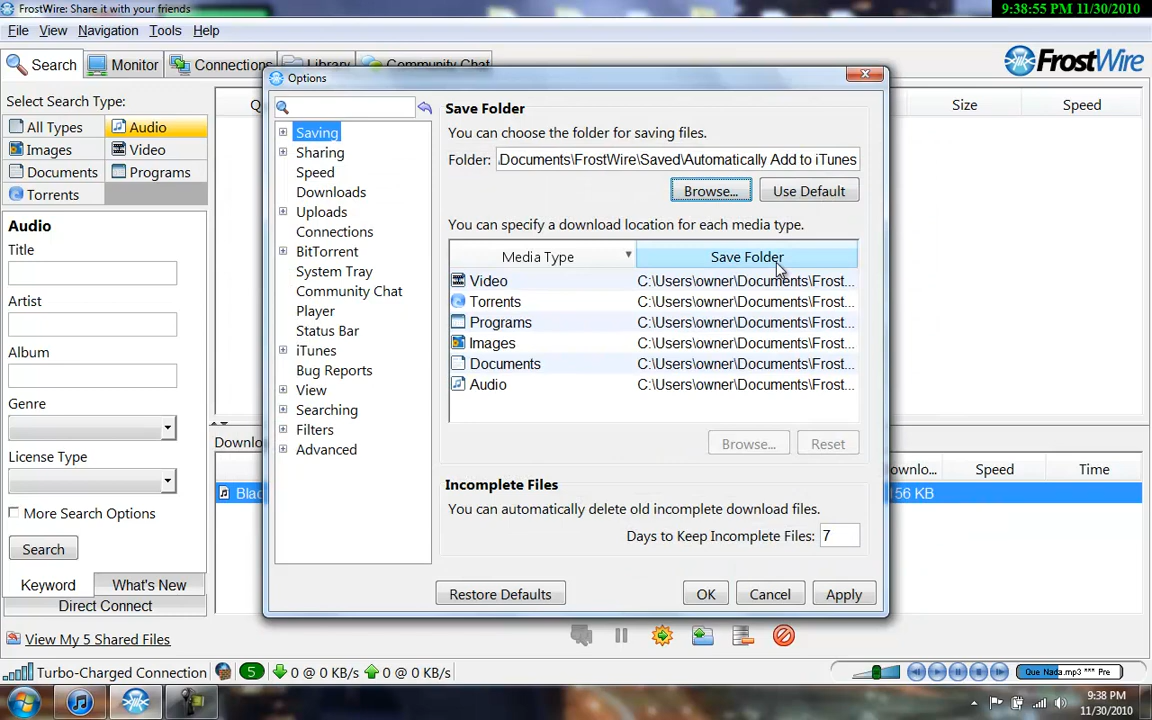 FrostWire: Share it with your friends
9:38:55 PM 11/30/2010
File View Navigation Tools Help
Search Monitor Connections Library Community Chat
FrostWire
Options
Select Search Type:
All Types Audio
Images Video
Documents Programs
Torrents
Audio
Title
Artist
Album
Genre
License Type
More Search Options
Search
Keyword What's New
Direct Connect
View My 5 Shared Files
Q Size Speed
Saving
Sharing
Speed
Downloads
Uploads
Connections
BitTorrent
System Tray
Community Chat
Player
Status Bar
iTunes
Bug Reports
View
Searching
Filters
Advanced
Save Folder
You can choose the folder for saving files.
Folder: .Documents\FrostWire\Saved\Automatically Add to iTunes
Browse... Use Default
You can specify a download location for each media type.
Media Type Save Folder
Video C:\Users\owner\Documents\Frost...
Torrents C:\Users\owner\Documents\Frost...
Programs C:\Users\owner\Documents\Frost...
Images C:\Users\owner\Documents\Frost...
Documents C:\Users\owner\Documents\Frost...
Audio C:\Users\owner\Documents\Frost...
Browse... Reset
Incomplete Files
You can automatically delete old incomplete download files.
Days to Keep Incomplete Files: 7
Restore Defaults OK Cancel Apply
Downlo
ownlo... Speed Time
Blac 156 KB
Turbo-Charged Connection 5 0 @ 0 KB/s 0 @ 0 KB/s
Que Nada.mp3 *** Pre
9:38 PM
11/30/2010